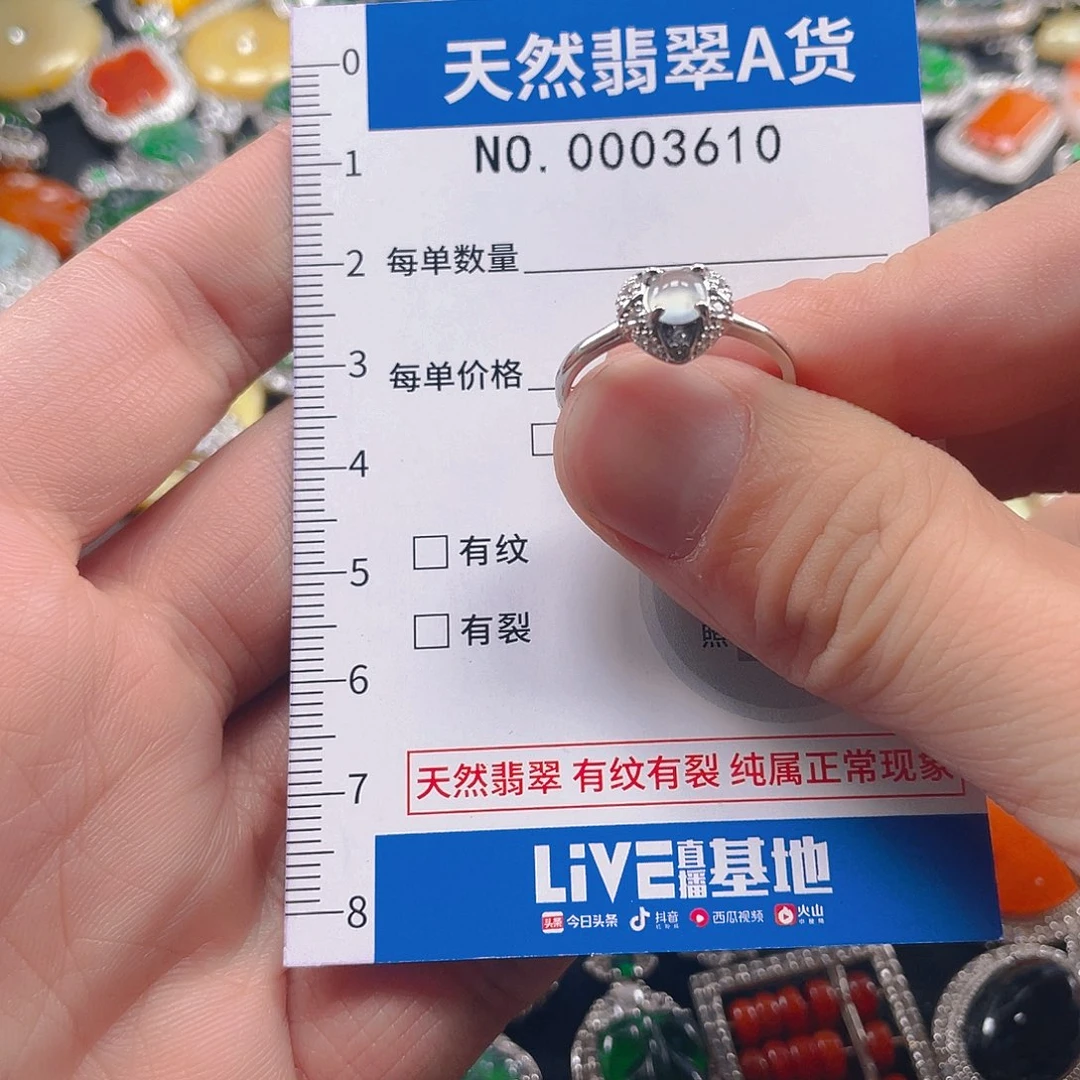 天然翡翠A货
NO.0003610
0
1
2
3
4
5
6
7
8
每单数量
每单价格
有纹
有裂
照
天然翡翠 有纹有裂 纯属正常现象
LiVE直播基地
头条 今日头条 抖音 西瓜视频 火山